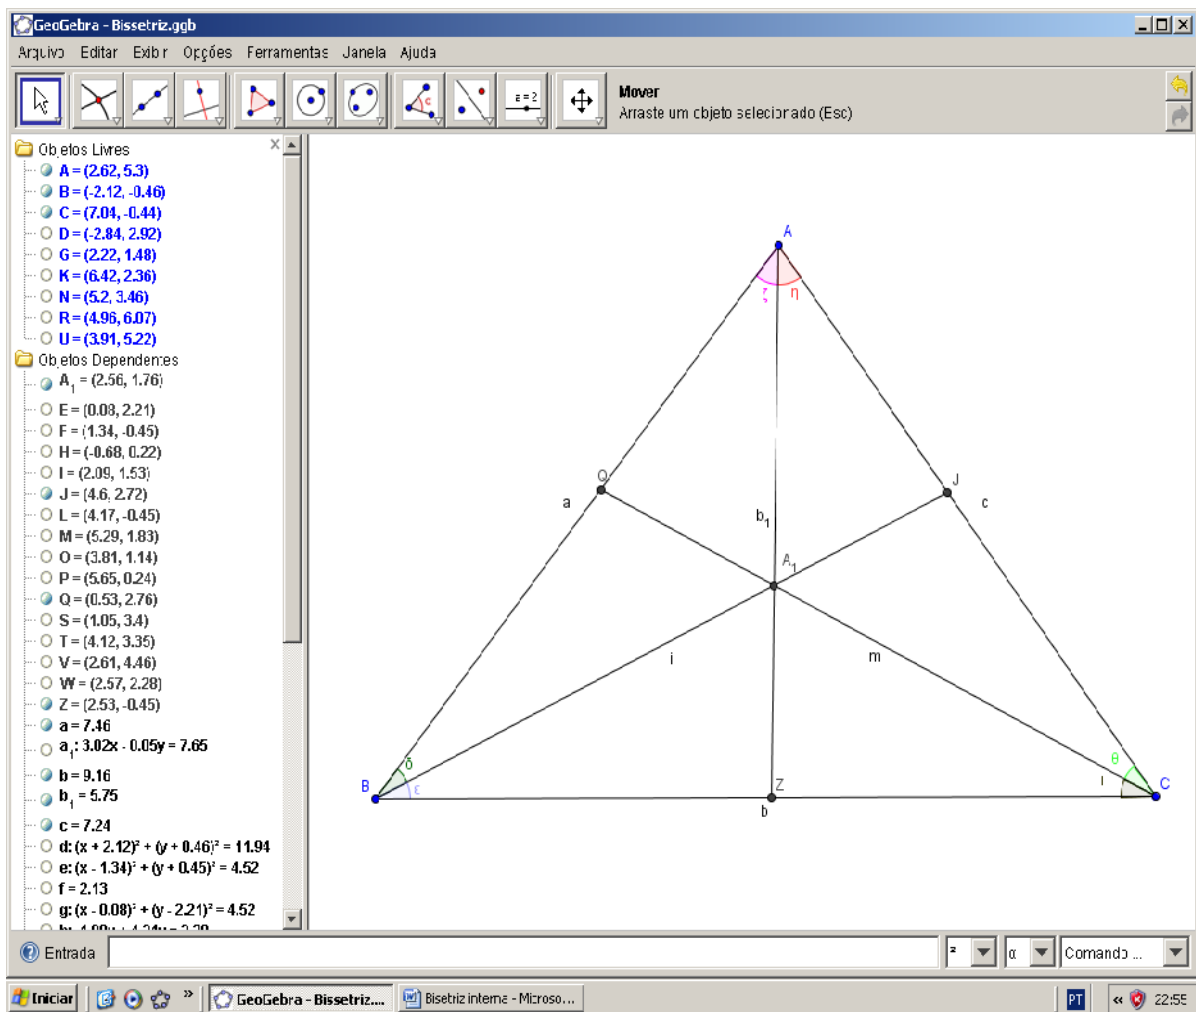 GeoGebra - Bissetriz.ggb
Arquivo Editar Exibir Opções Ferramentas Janela Ajuda
Mover
Arraste um objeto selecionado (Esc)
Objetos Livres
A = (2.62, 5.3)
B = (-2.12, -0.46)
C = (7.04, -0.44)
D = (-2.84, 2.92)
G = (2.22, 1.48)
K = (6.42, 2.36)
N = (5.2, 3.46)
R = (4.96, 6.07)
U = (3.91, 5.22)
Objetos Dependentes
A₁ = (2.56, 1.76)
E = (0.08, 2.21)
F = (1.34, -0.45)
H = (-0.68, 0.22)
I = (2.09, 1.53)
J = (4.6, 2.72)
L = (4.17, -0.45)
M = (5.29, 1.83)
O = (3.81, 1.14)
P = (5.65, 0.24)
Q = (0.53, 2.76)
S = (1.05, 3.4)
T = (4.12, 3.35)
V = (2.61, 4.46)
W = (2.57, 2.28)
Z = (2.53, -0.45)
a = 7.46
a₁: 3.02x - 0.05y = 7.65
b = 9.16
b₁ = 5.75
c = 7.24
d: (x + 2.12)² + (y + 0.46)² = 11.94
e: (x - 1.34)² + (y + 0.45)² = 4.52
f = 2.13
g: (x - 0.08)² + (y - 2.21)² = 4.52
A
ζ η
Q J
a c
b₁
A₁
i m
δ θ
B ε ι C
Z
b
Entrada ² α Comando ...
Iniciar » GeoGebra - Bissetriz.... Bisetriz interna - Microso... PT « 22:55